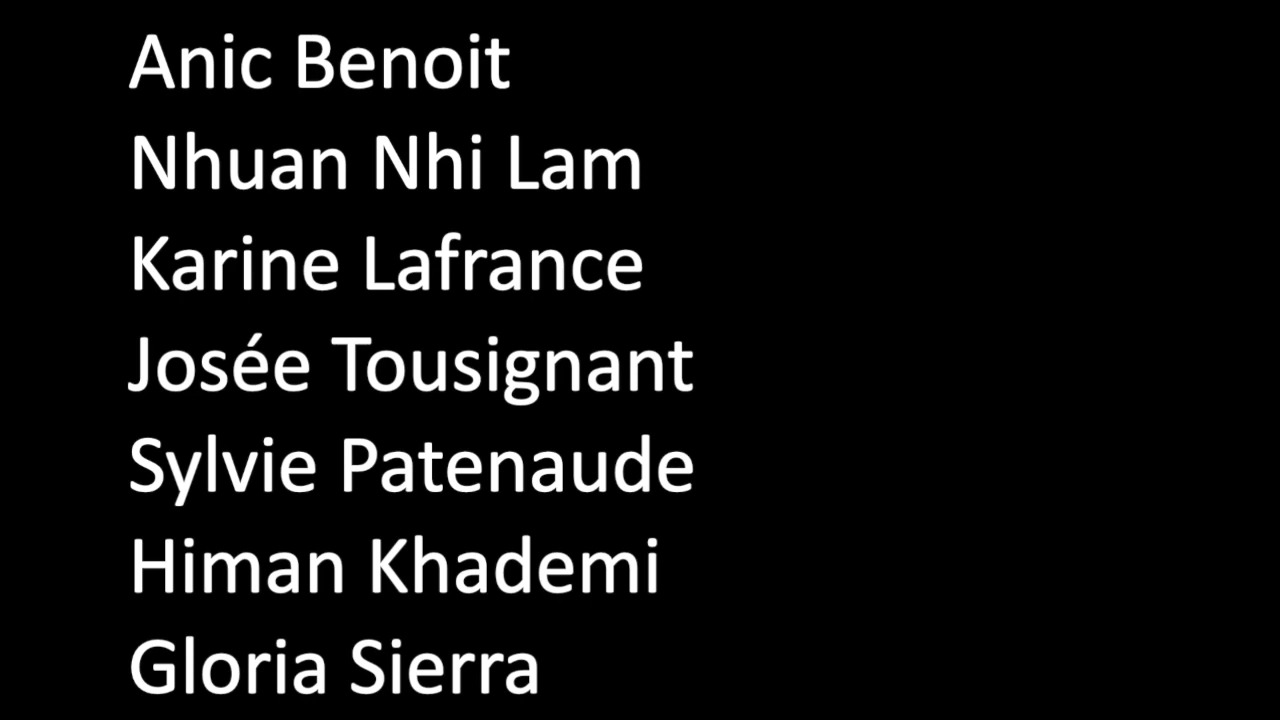 Anic Benoit
Nhuan Nhi Lam
Karine Lafrance
Josée Tousignant
Sylvie Patenaude
Himan Khademi
Gloria Sierra